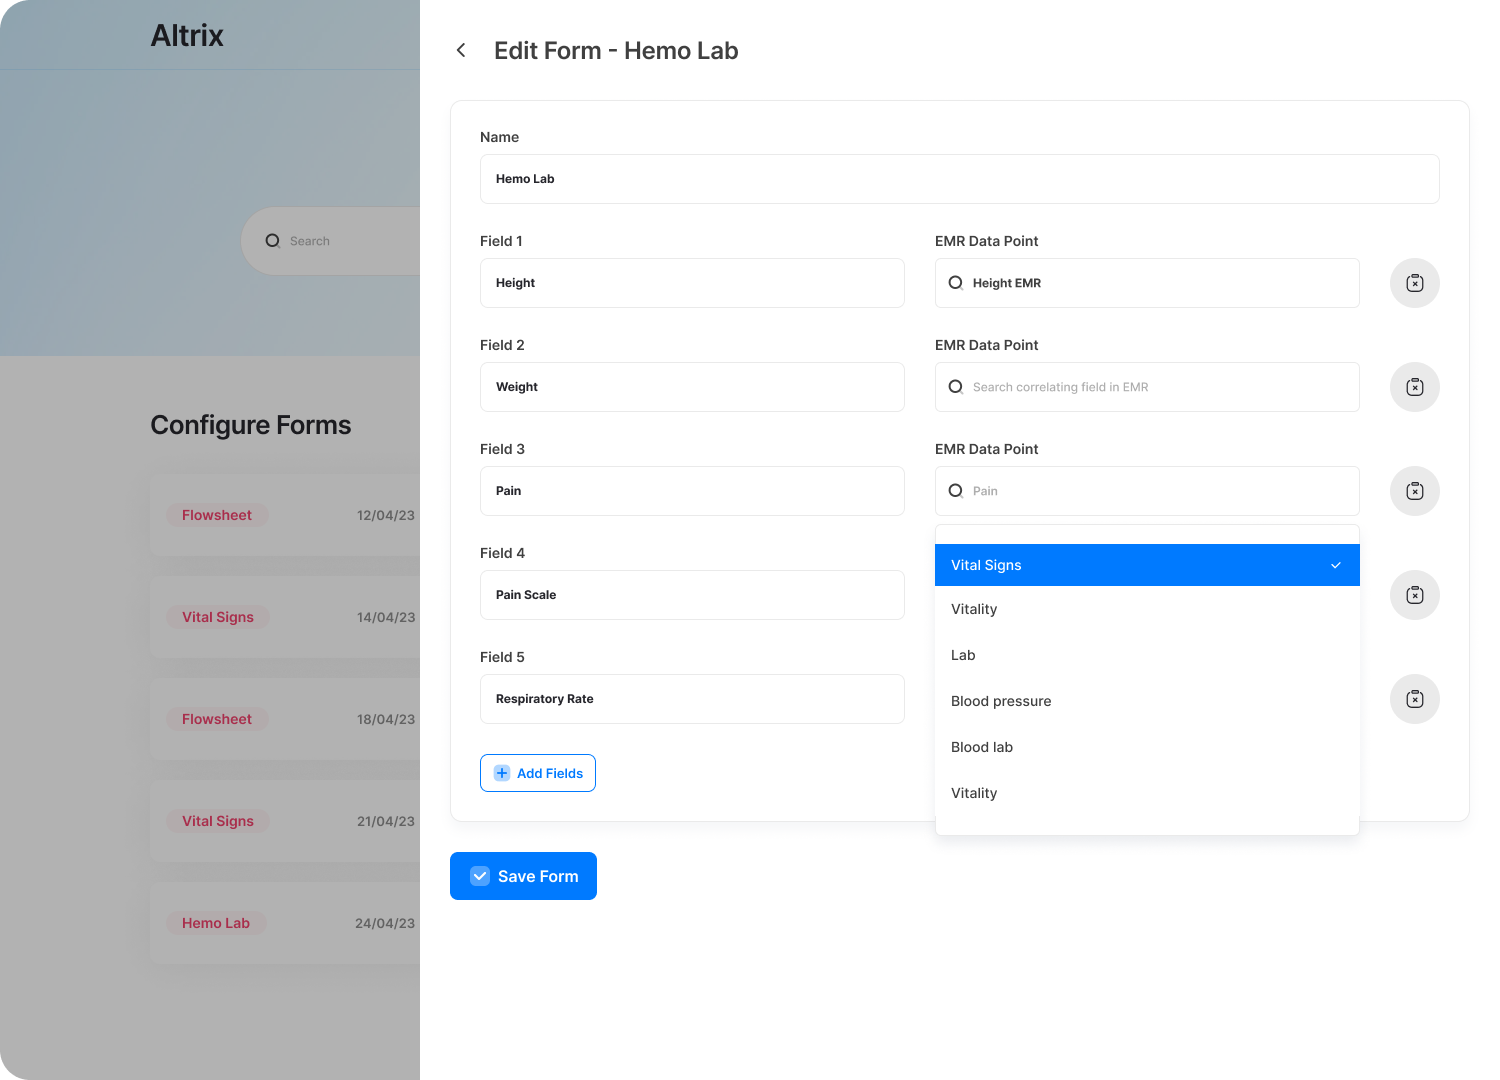 Altrix
Search
Configure Forms
Flowsheet 12/04/23
Vital Signs 14/04/23
Flowsheet 18/04/23
Vital Signs 21/04/23
Hemo Lab 24/04/23
Edit Form - Hemo Lab
Name
Hemo Lab
Field 1 EMR Data Point
Height Height EMR
Field 2 EMR Data Point
Weight Search correlating field in EMR
Field 3 EMR Data Point
Pain Pain
Field 4
Pain Scale
Field 5
Respiratory Rate
Vital Signs
Vitality
Lab
Blood pressure
Blood lab
Vitality
Add Fields
Save Form